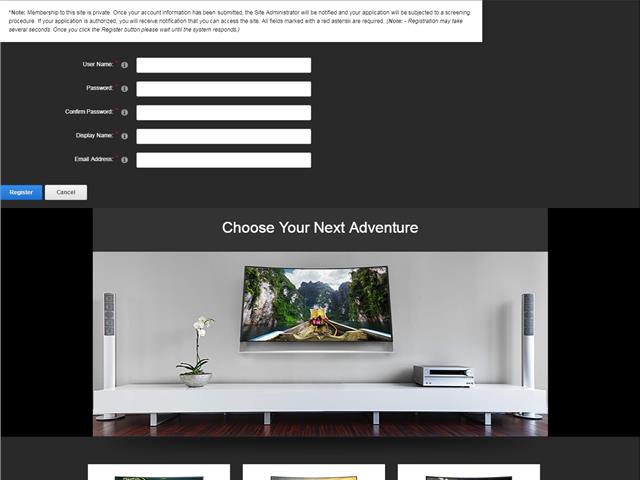 *Note: Membership to this site is private. Once your account information has been submitted, the Site Administrator will be notified and your application will be subjected to a screening
procedure. If your application is authorized, you will receive notification that you can access the site. All fields marked with a red asterisk are required. (Note: - Registration may take
several seconds. Once you click the Register button please wait until the system responds.)
User Name: *
Password: *
Confirm Password: *
Display Name: *
Email Address: *
Register Cancel
Choose Your Next Adventure